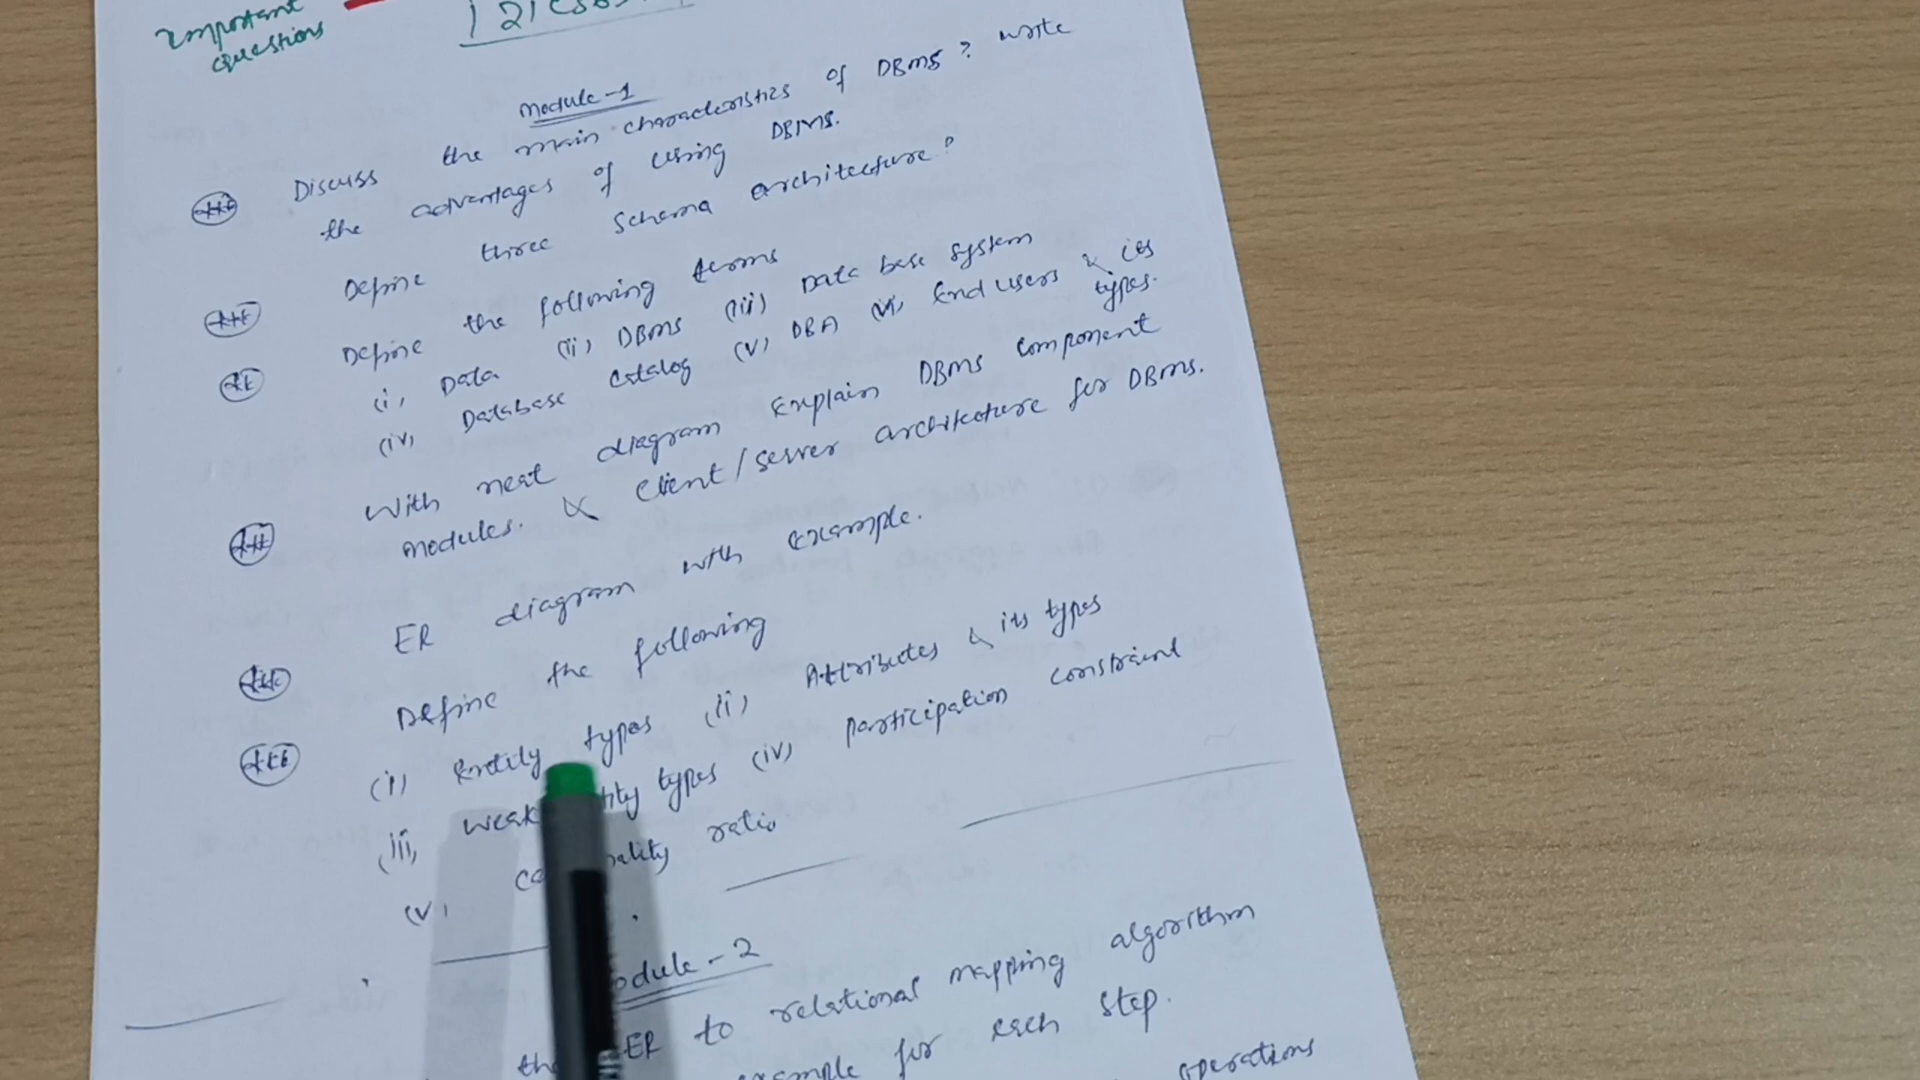 Important
questions
Module-1
Discuss the main characteristics of DBMS? write
the advantages of using DBMS.
Define three schema architecture?
Define the following terms
(i) Data (ii) DBMS (iii) Data base system
(iv) Database catalog (v) DBA (vi) End users & its types.
With neat diagram Explain DBMS component
modules. & client/server architecture for DBMS.
ER diagram with example.
Define the following
(i) Entity types (ii) Attributes & its types
(iii) weak types (iv) participation constraint
(v) ratio
-2
the ER to relational mapping algorithm
for each step.
operations